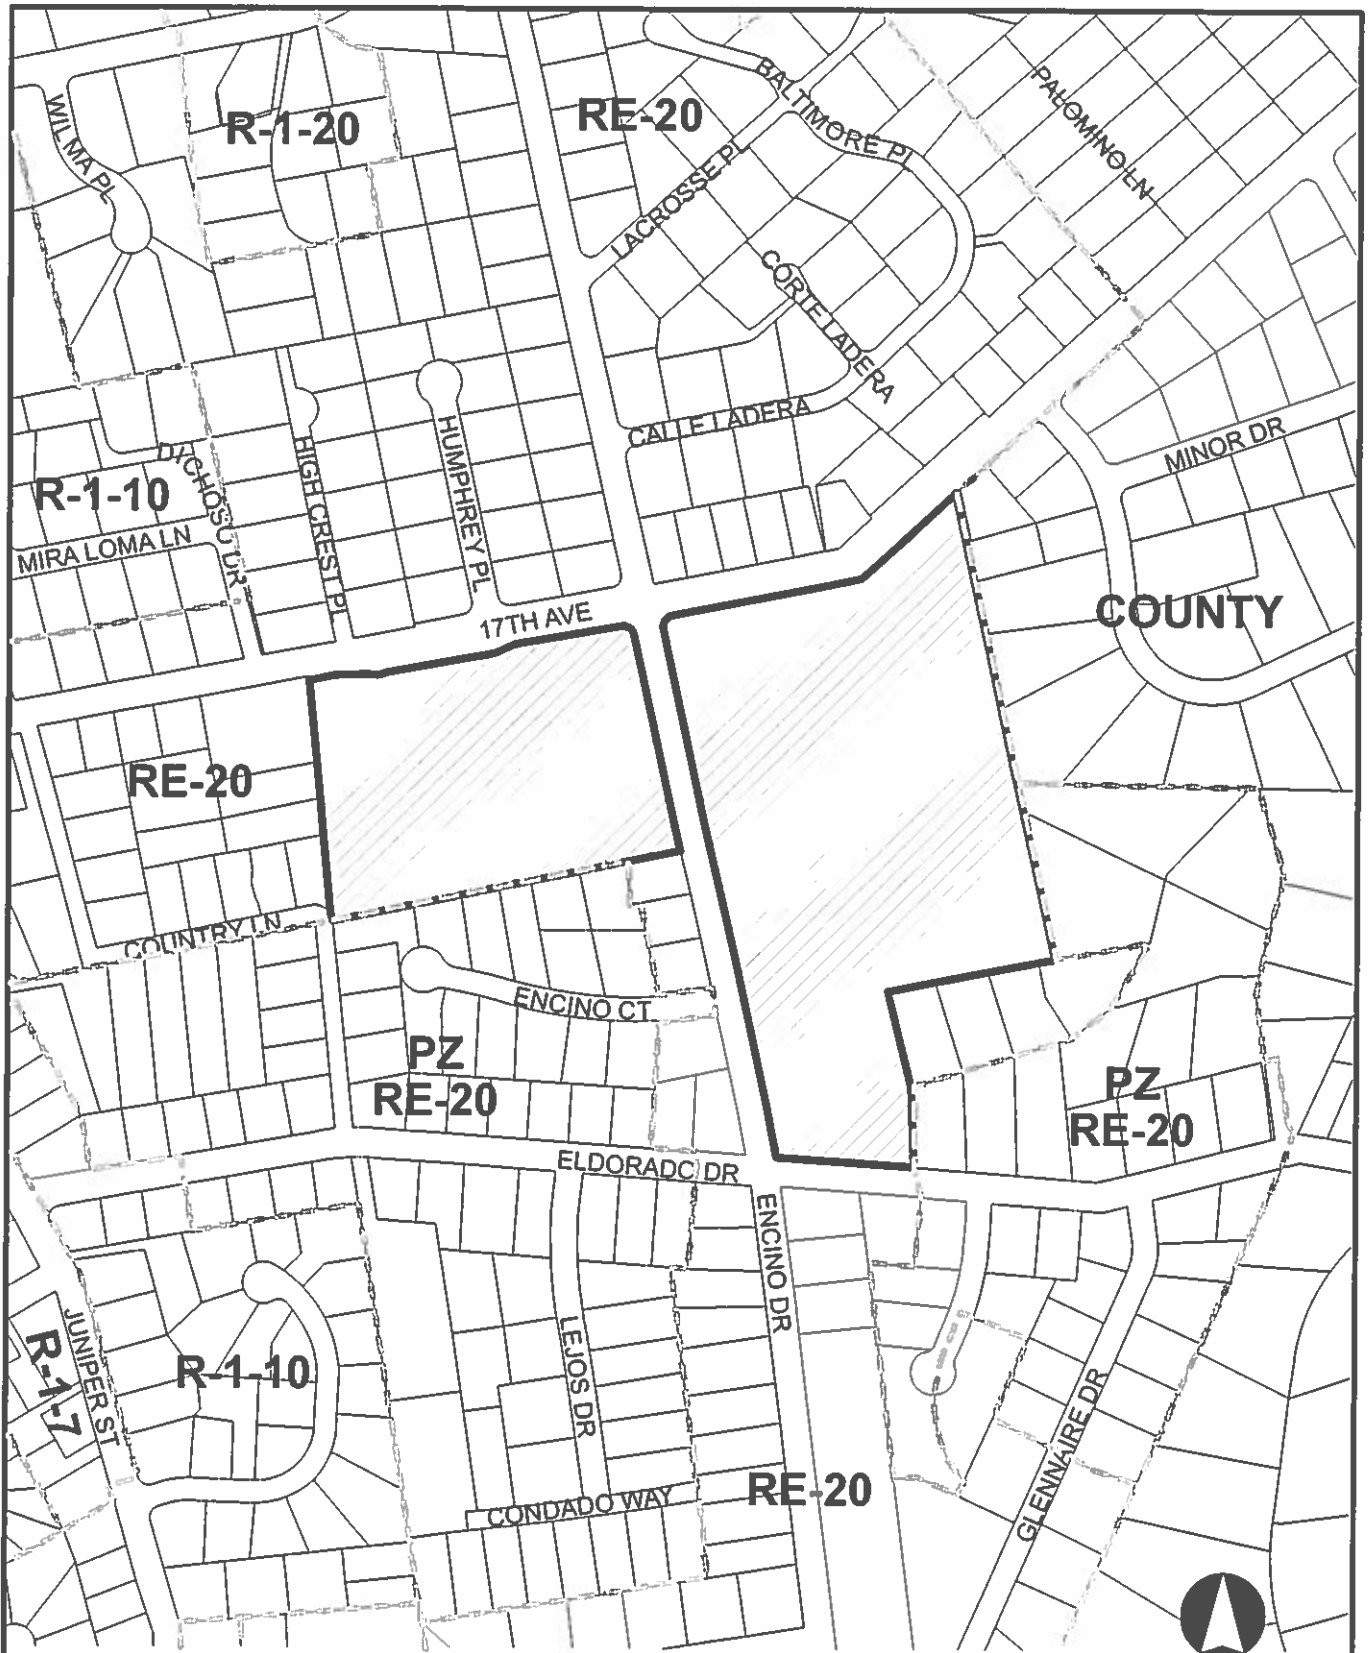 PALOMINO LN
BALTIMORE PL
WILMA PL
R-1-20
RE-20
LACROSSE PL
CORTE LADERA
CALLE LADERA
HUMPHREY PL
HIGH CREST PL
DICHOSO DR
MINOR DR
R-1-10
MIRA LOMA LN
17TH AVE
COUNTY
RE-20
COUNTRY LN
ENCINO CT
PZ
RE-20
PZ
RE-20
ELDORADO DR
ENCINO DR
JUNIPER ST
R-1-7
R-1-10
LEJOS DR
GLENNAIRE DR
RE-20
CONDADO WAY